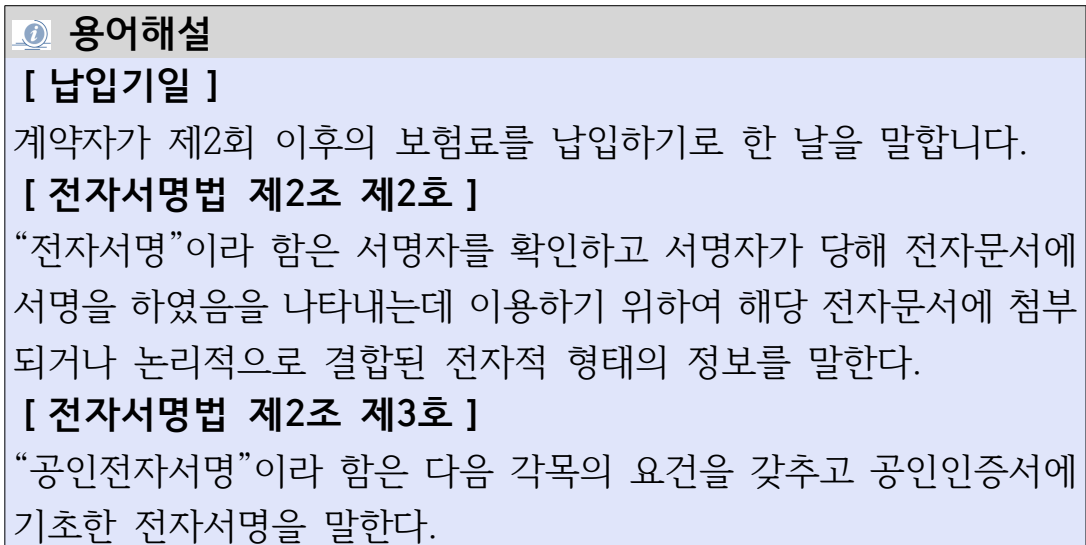 용어해설
[ 납입기일 ]
계약자가 제2회 이후의 보험료를 납입하기로 한 날을 말합니다.
[ 전자서명법 제2조 제2호 ]
“전자서명”이라 함은 서명자를 확인하고 서명자가 당해 전자문서에
서명을 하였음을 나타내는데 이용하기 위하여 해당 전자문서에 첨부
되거나 논리적으로 결합된 전자적 형태의 정보를 말한다.
[ 전자서명법 제2조 제3호 ]
“공인전자서명”이라 함은 다음 각목의 요건을 갖추고 공인인증서에
기초한 전자서명을 말한다.